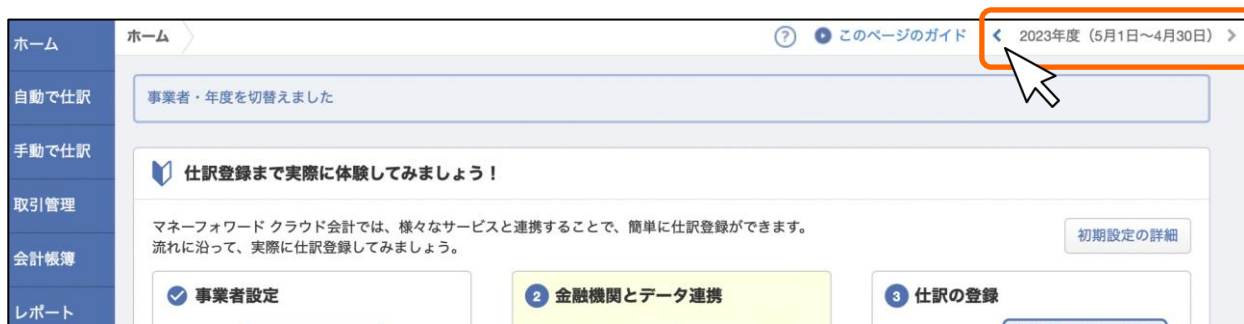 ホーム
自動で仕訳
手動で仕訳
取引管理
会計帳簿
レポート
ホーム
? このページのガイド < 2023年度（5月1日～4月30日） >
事業者・年度を切替えました
仕訳登録まで実際に体験してみましょう！
マネーフォワード クラウド会計では、様々なサービスと連携することで、簡単に仕訳登録ができます。
流れに沿って、実際に仕訳登録してみましょう。
初期設定の詳細
事業者設定
2 金融機関とデータ連携
3 仕訳の登録